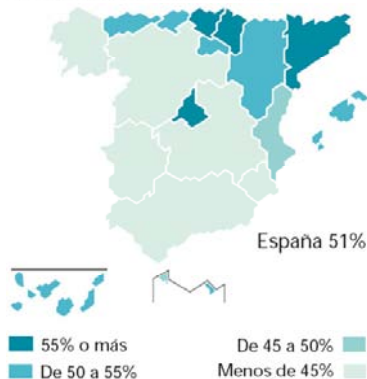 España 51%
55% o más
De 45 a 50%
De 50 a 55%
Menos de 45%